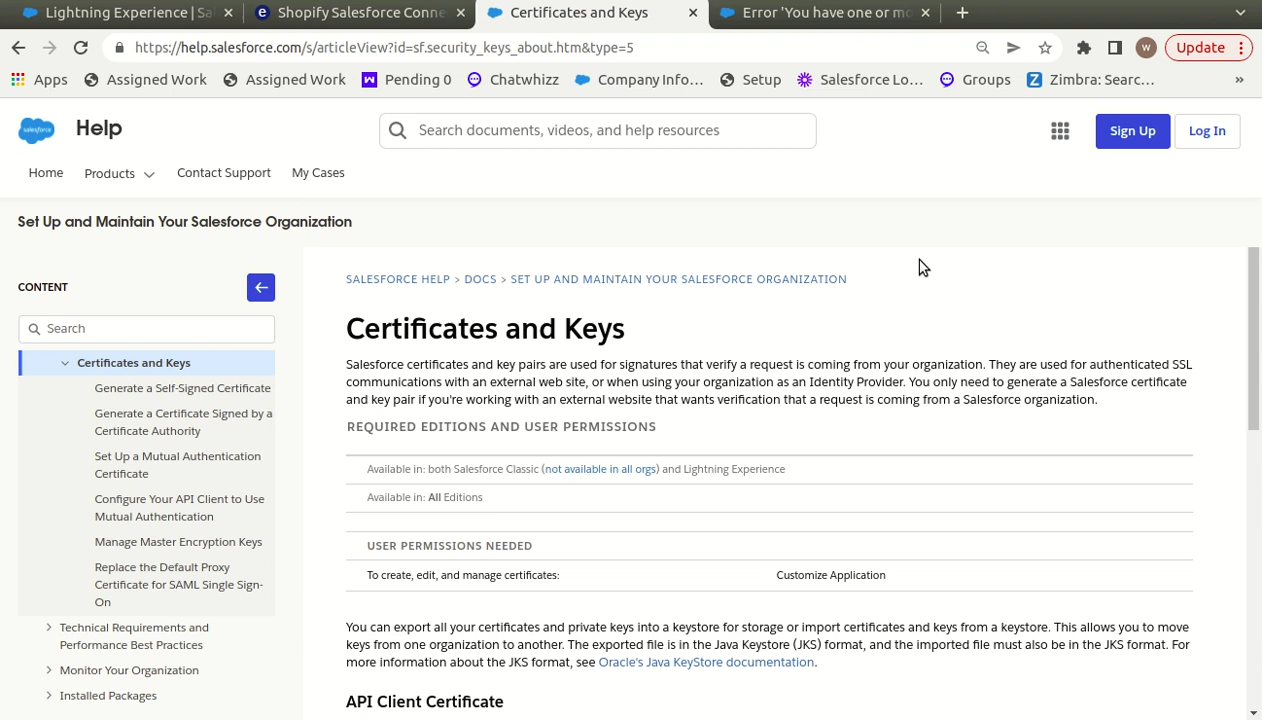 Lightning Experience | Sa
Shopify Salesforce Conne
Certificates and Keys
Error 'You have one or mo
https://help.salesforce.com/s/articleView?id=sf.security_keys_about.htm&type=5
W
Update
Apps
Assigned Work
Assigned Work
Pending 0
Chatwhizz
Company Info...
Setup
Salesforce Lo...
Groups
Zimbra: Searc...
»
salesforce
Help
Search documents, videos, and help resources
Sign Up
Log In
Home
Products
Contact Support
My Cases
Set Up and Maintain Your Salesforce Organization
CONTENT
Search
Certificates and Keys
Generate a Self-Signed Certificate
Generate a Certificate Signed by a
Certificate Authority
Set Up a Mutual Authentication
Certificate
Configure Your API Client to Use
Mutual Authentication
Manage Master Encryption Keys
Replace the Default Proxy
Certificate for SAML Single Sign-
On
Technical Requirements and
Performance Best Practices
Monitor Your Organization
Installed Packages
SALESFORCE HELP > DOCS > SET UP AND MAINTAIN YOUR SALESFORCE ORGANIZATION
Certificates and Keys
Salesforce certificates and key pairs are used for signatures that verify a request is coming from your organization. They are used for authenticated SSL
communications with an external web site, or when using your organization as an Identity Provider. You only need to generate a Salesforce certificate
and key pair if you're working with an external website that wants verification that a request is coming from a Salesforce organization.
REQUIRED EDITIONS AND USER PERMISSIONS
Available in: both Salesforce Classic (not available in all orgs) and Lightning Experience
Available in: All Editions
USER PERMISSIONS NEEDED
To create, edit, and manage certificates: Customize Application
You can export all your certificates and private keys into a keystore for storage or import certificates and keys from a keystore. This allows you to move
keys from one organization to another. The exported file is in the Java Keystore (JKS) format, and the imported file must also be in the JKS format. For
more information about the JKS format, see Oracle's Java KeyStore documentation.
API Client Certificate